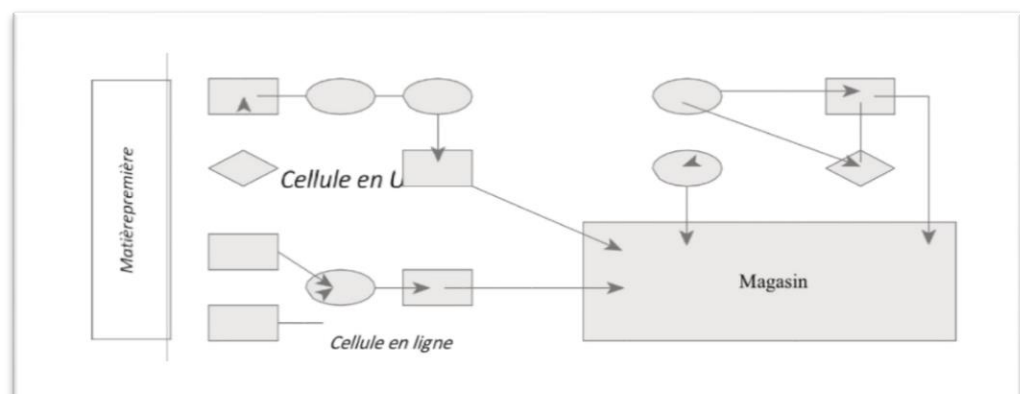 Matièrepremière
Cellule en U
Magasin
Cellule en ligne